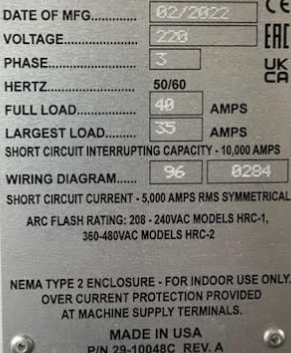 DATE OF MFG.............. 02/2022
VOLTAGE................... 220
PHASE...................... 3
HERTZ...................... 50/60
FULL LOAD............... 40 AMPS
LARGEST LOAD....... 35 AMPS
SHORT CIRCUIT INTERRUPTING CAPACITY - 10,000 AMPS
WIRING DIAGRAM..... 96 0284
SHORT CIRCUIT CURRENT - 5,000 AMPS RMS SYMMETRICAL
ARC FLASH RATING: 208 - 240VAC MODELS HRC-1,
360-480VAC MODELS HRC-2
NEMA TYPE 2 ENCLOSURE - FOR INDOOR USE ONLY.
OVER CURRENT PROTECTION PROVIDED
AT MACHINE SUPPLY TERMINALS.
MADE IN USA
P/N 29-10048C REV. A
CE
EAC
UK
CA